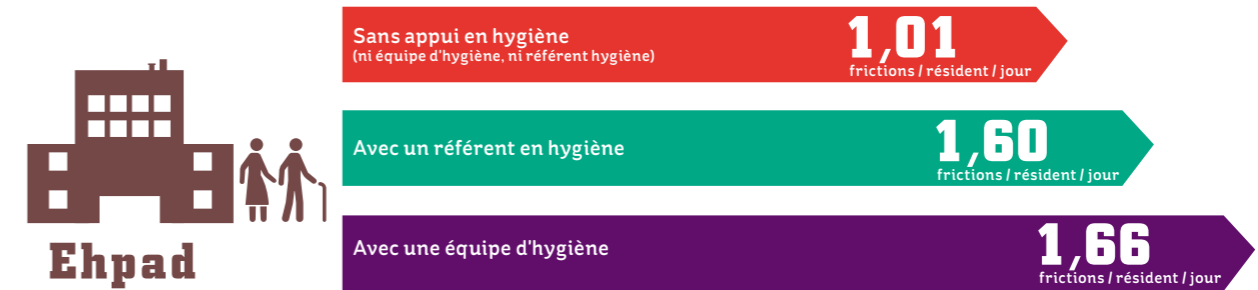 Sans appui en hygiène
(ni équipe d'hygiène, ni référent hygiène)
1,01
frictions / résident / jour
Avec un référent en hygiène
1,60
frictions / résident / jour
Avec une équipe d'hygiène
1,66
frictions / résident / jour
Ehpad